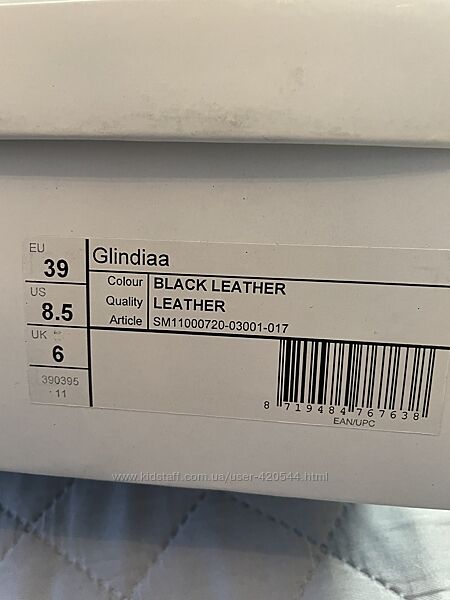 EU
39
US
8.5
UK
6
390395
11
Glindiaa
Colour BLACK LEATHER
Quality LEATHER
Article SM11000720-03001-017
8 719484 767638
EAN/UPC
www.kidstaff.com.ua/user-420544.html